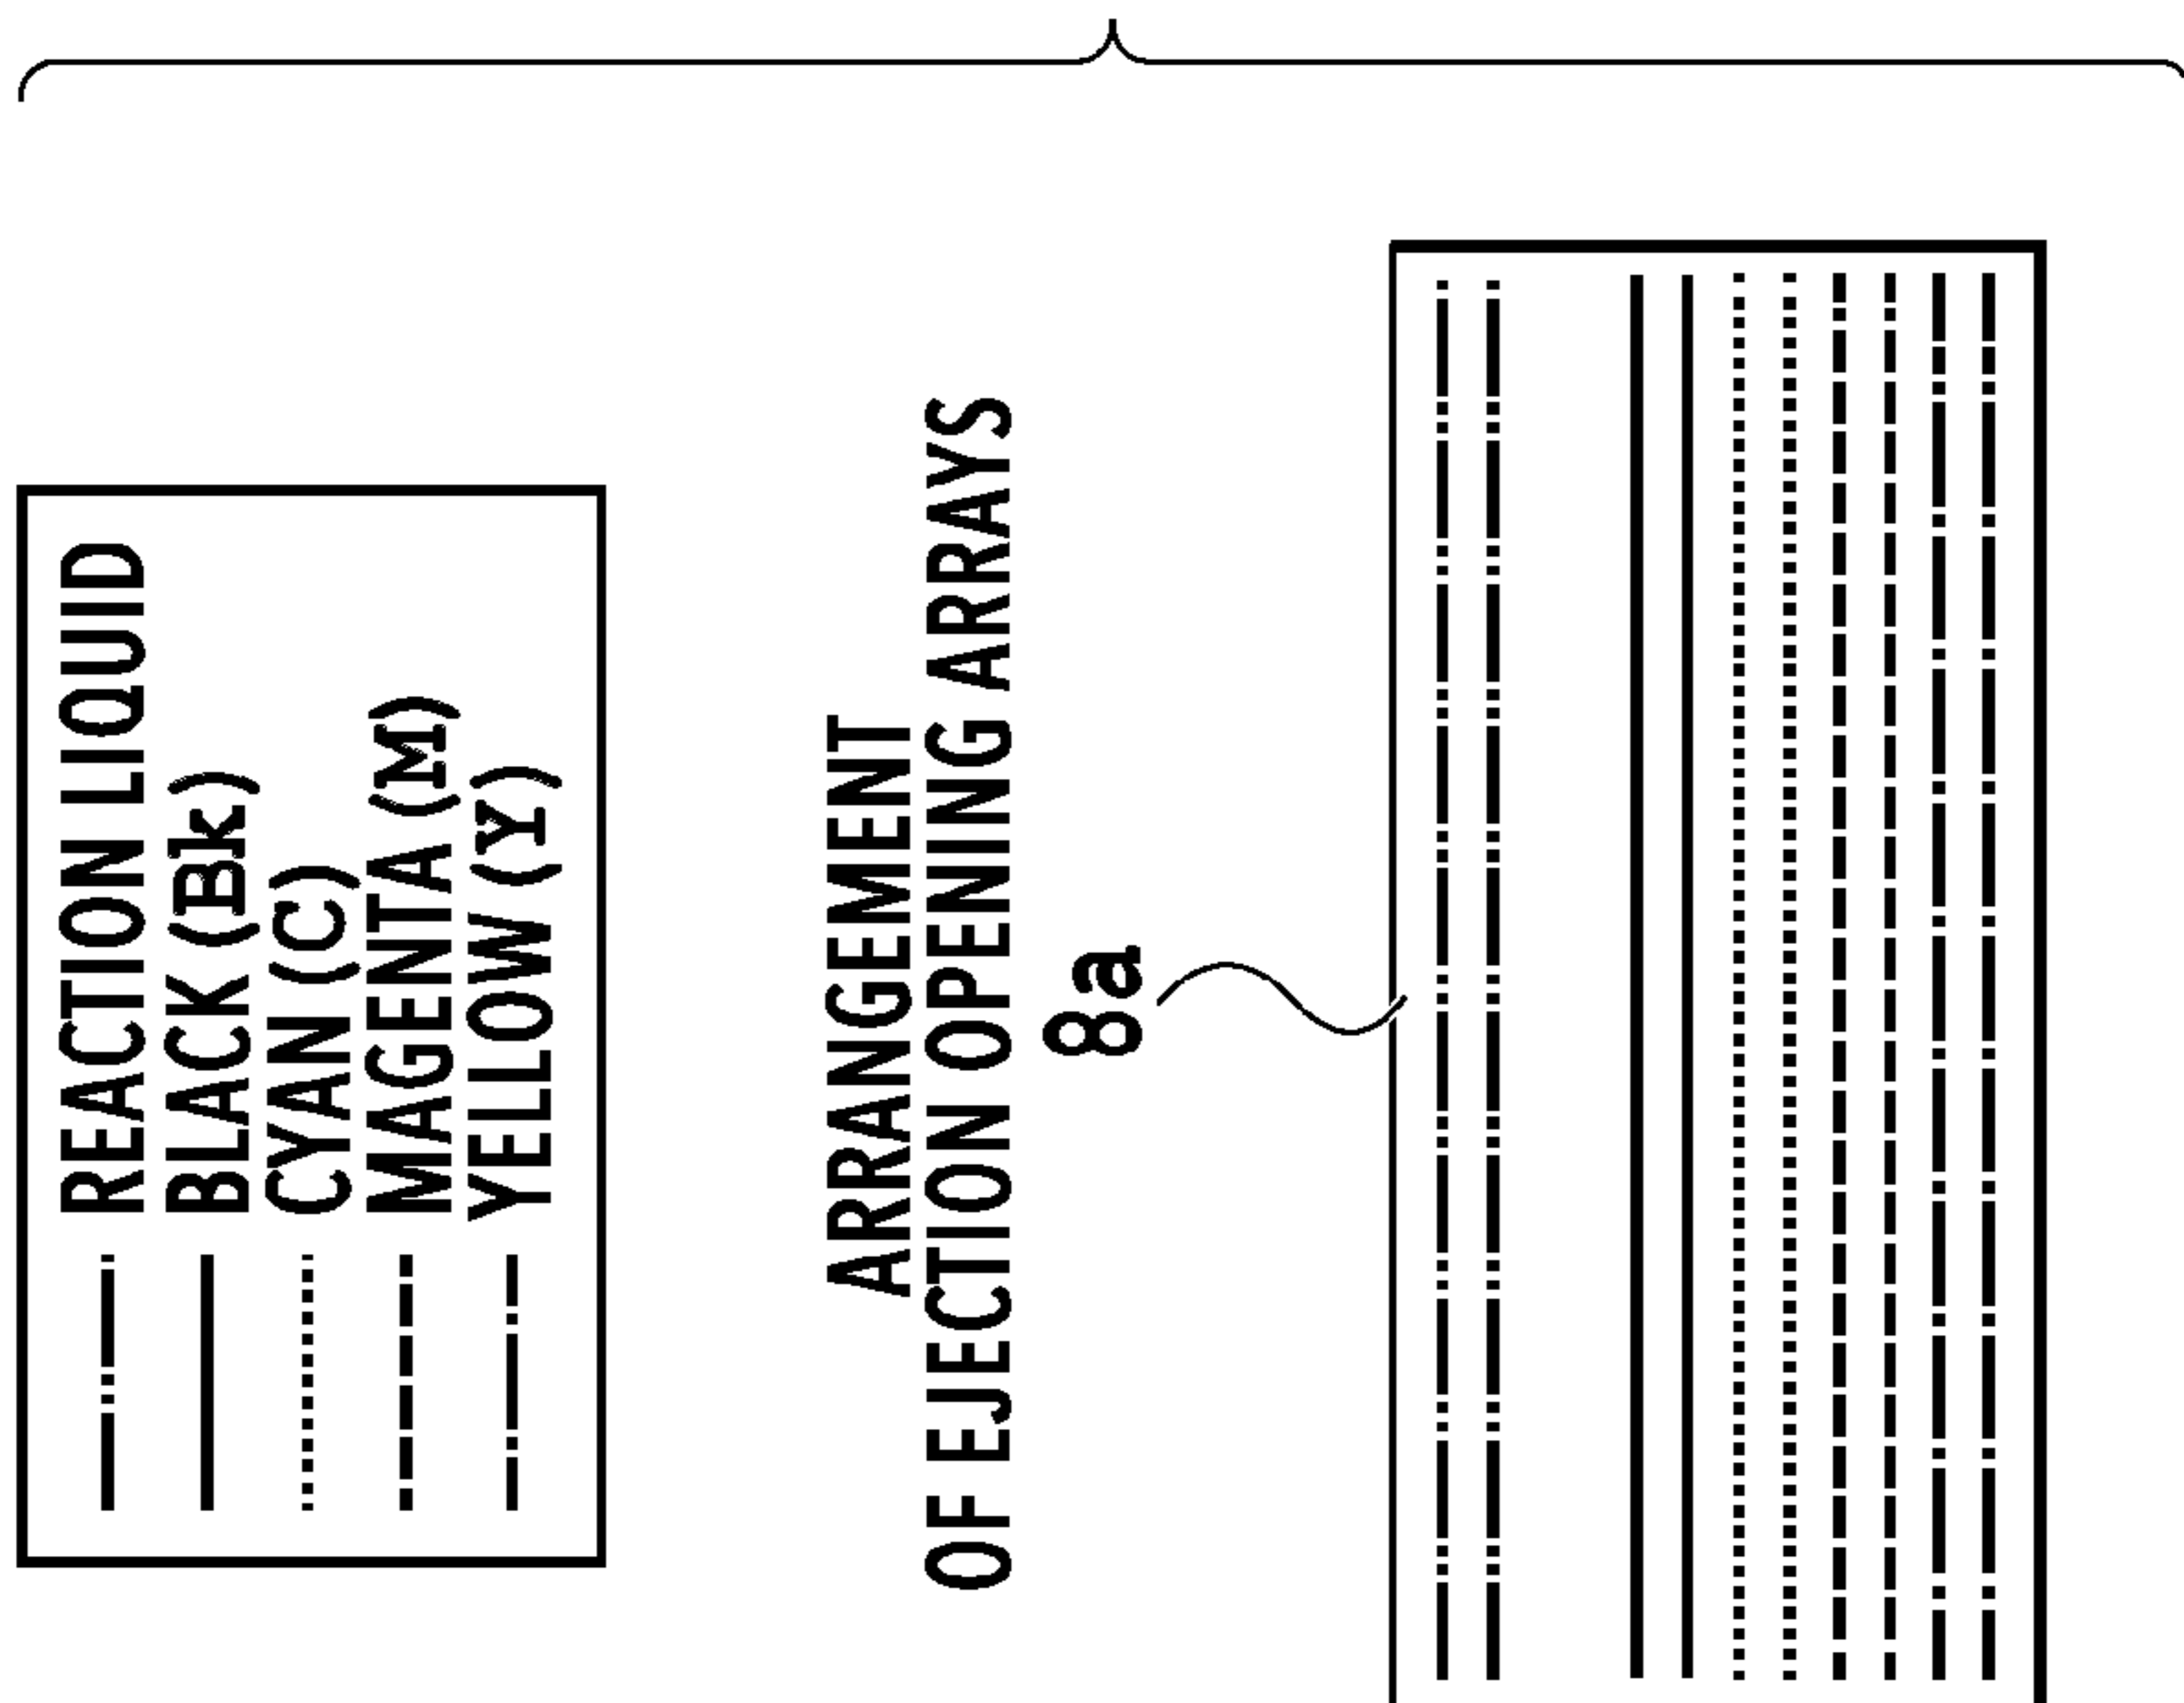 REACTION LIQUID
BLACK (Bk)
CYAN (C)
MAGENTA (M)
YELLOW (Y)
ARRANGEMENT
OF EJECTION OPENING ARRAYS
8a